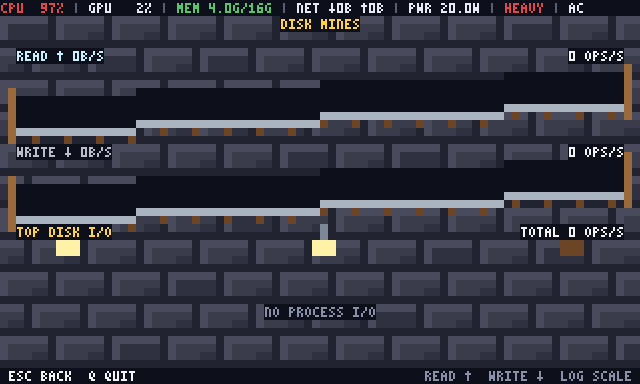 CPU 97% | GPU 2% | MEM 4.0G/16G | NET ↓0B ↑0B | PWR 20.0W | HEAVY | AC
DISK MINES
READ ↑ 0B/S 0 OPS/S
WRITE ↓ 0B/S 0 OPS/S
TOP DISK I/O TOTAL 0 OPS/S
NO PROCESS I/O
ESC BACK Q QUIT READ ↑ WRITE ↓ LOG SCALE